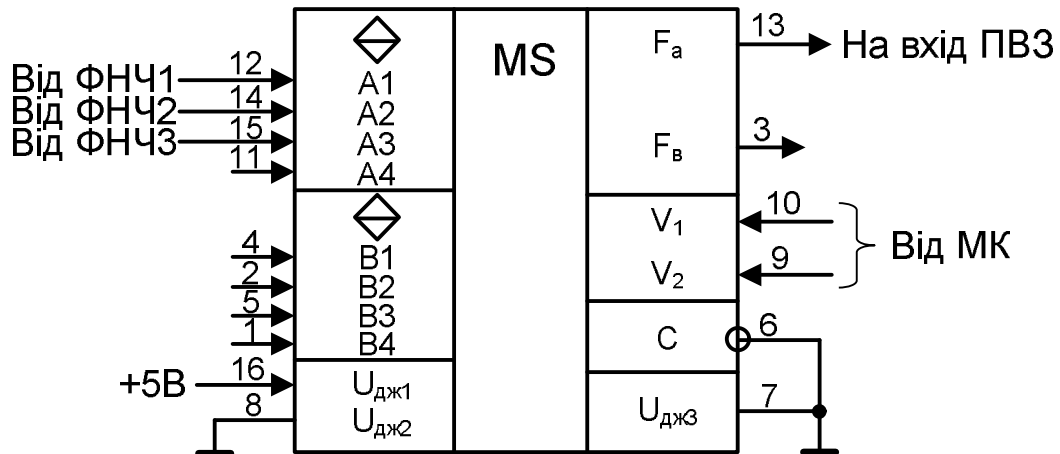 MS
Від ФНЧ1 12 A1
Від ФНЧ2 14 A2
Від ФНЧ3 15 A3
11 A4
4 B1
2 B2
5 B3
1 B4
+5В 16 Uдж1
8 Uдж2
Fа 13 На вхід ПВЗ
Fв 3
V1 10
V2 9
Від МК
C 6
Uдж3 7